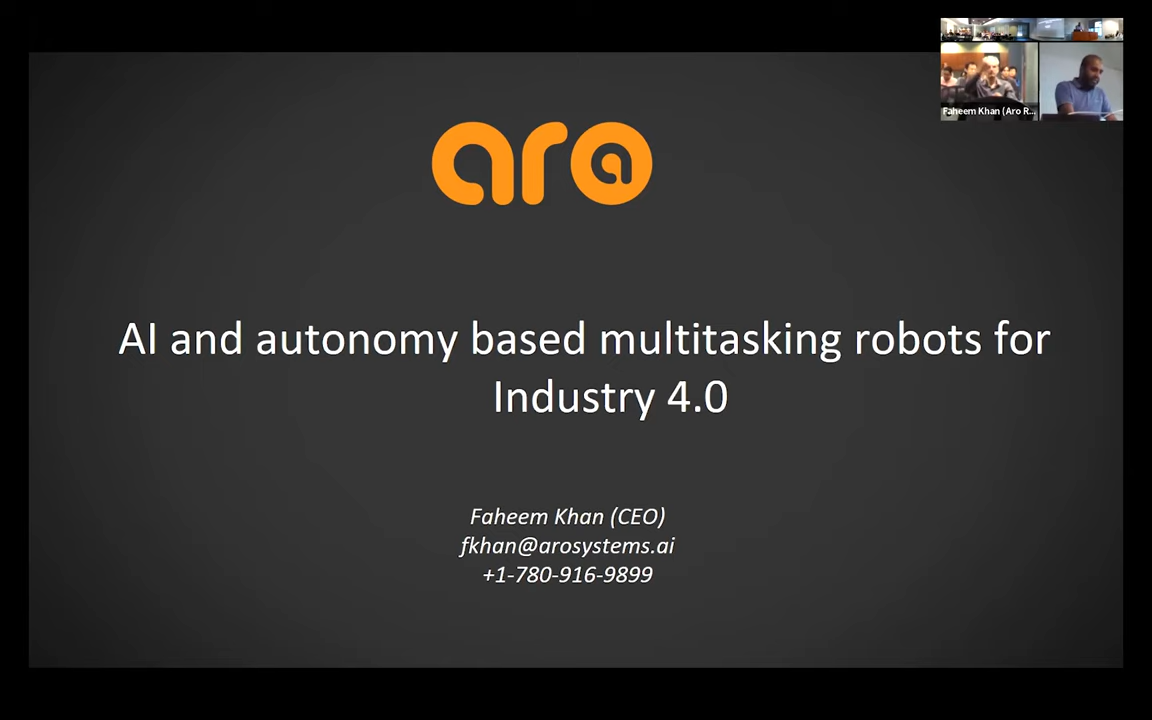 Faheem Khan (Aro R...
aro
AI and autonomy based multitasking robots for
Industry 4.0
Faheem Khan (CEO)
fkhan@arosystems.ai
+1-780-916-9899